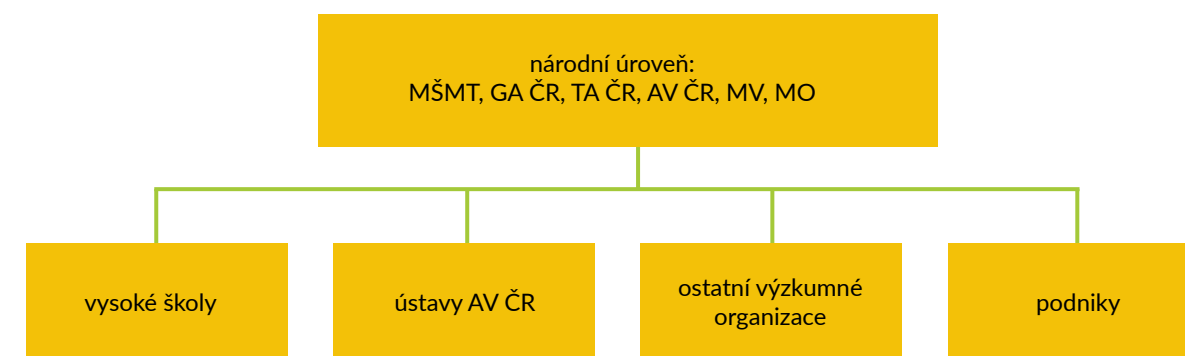 národní úroveň:
MŠMT, GA ČR, TA ČR, AV ČR, MV, MO
vysoké školy
ústavy AV ČR
ostatní výzkumné
organizace
podniky